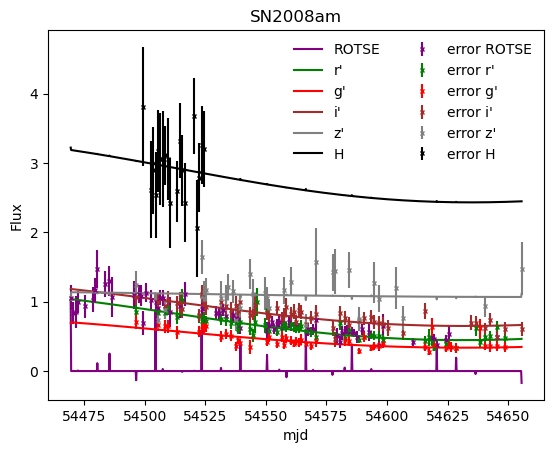 SN2008am
ROTSE
r'
g'
i'
z'
H
error ROTSE
error r'
error g'
error i'
error z'
error H
Flux
4
3
2
1
0
54475 54500 54525 54550 54575 54600 54625 54650
mjd